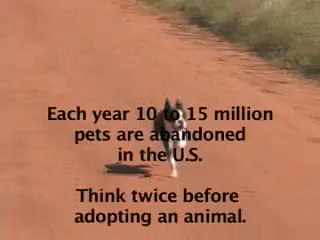 Each year 10 to 15 million
pets are abandoned
in the U.S.
Think twice before
adopting an animal.